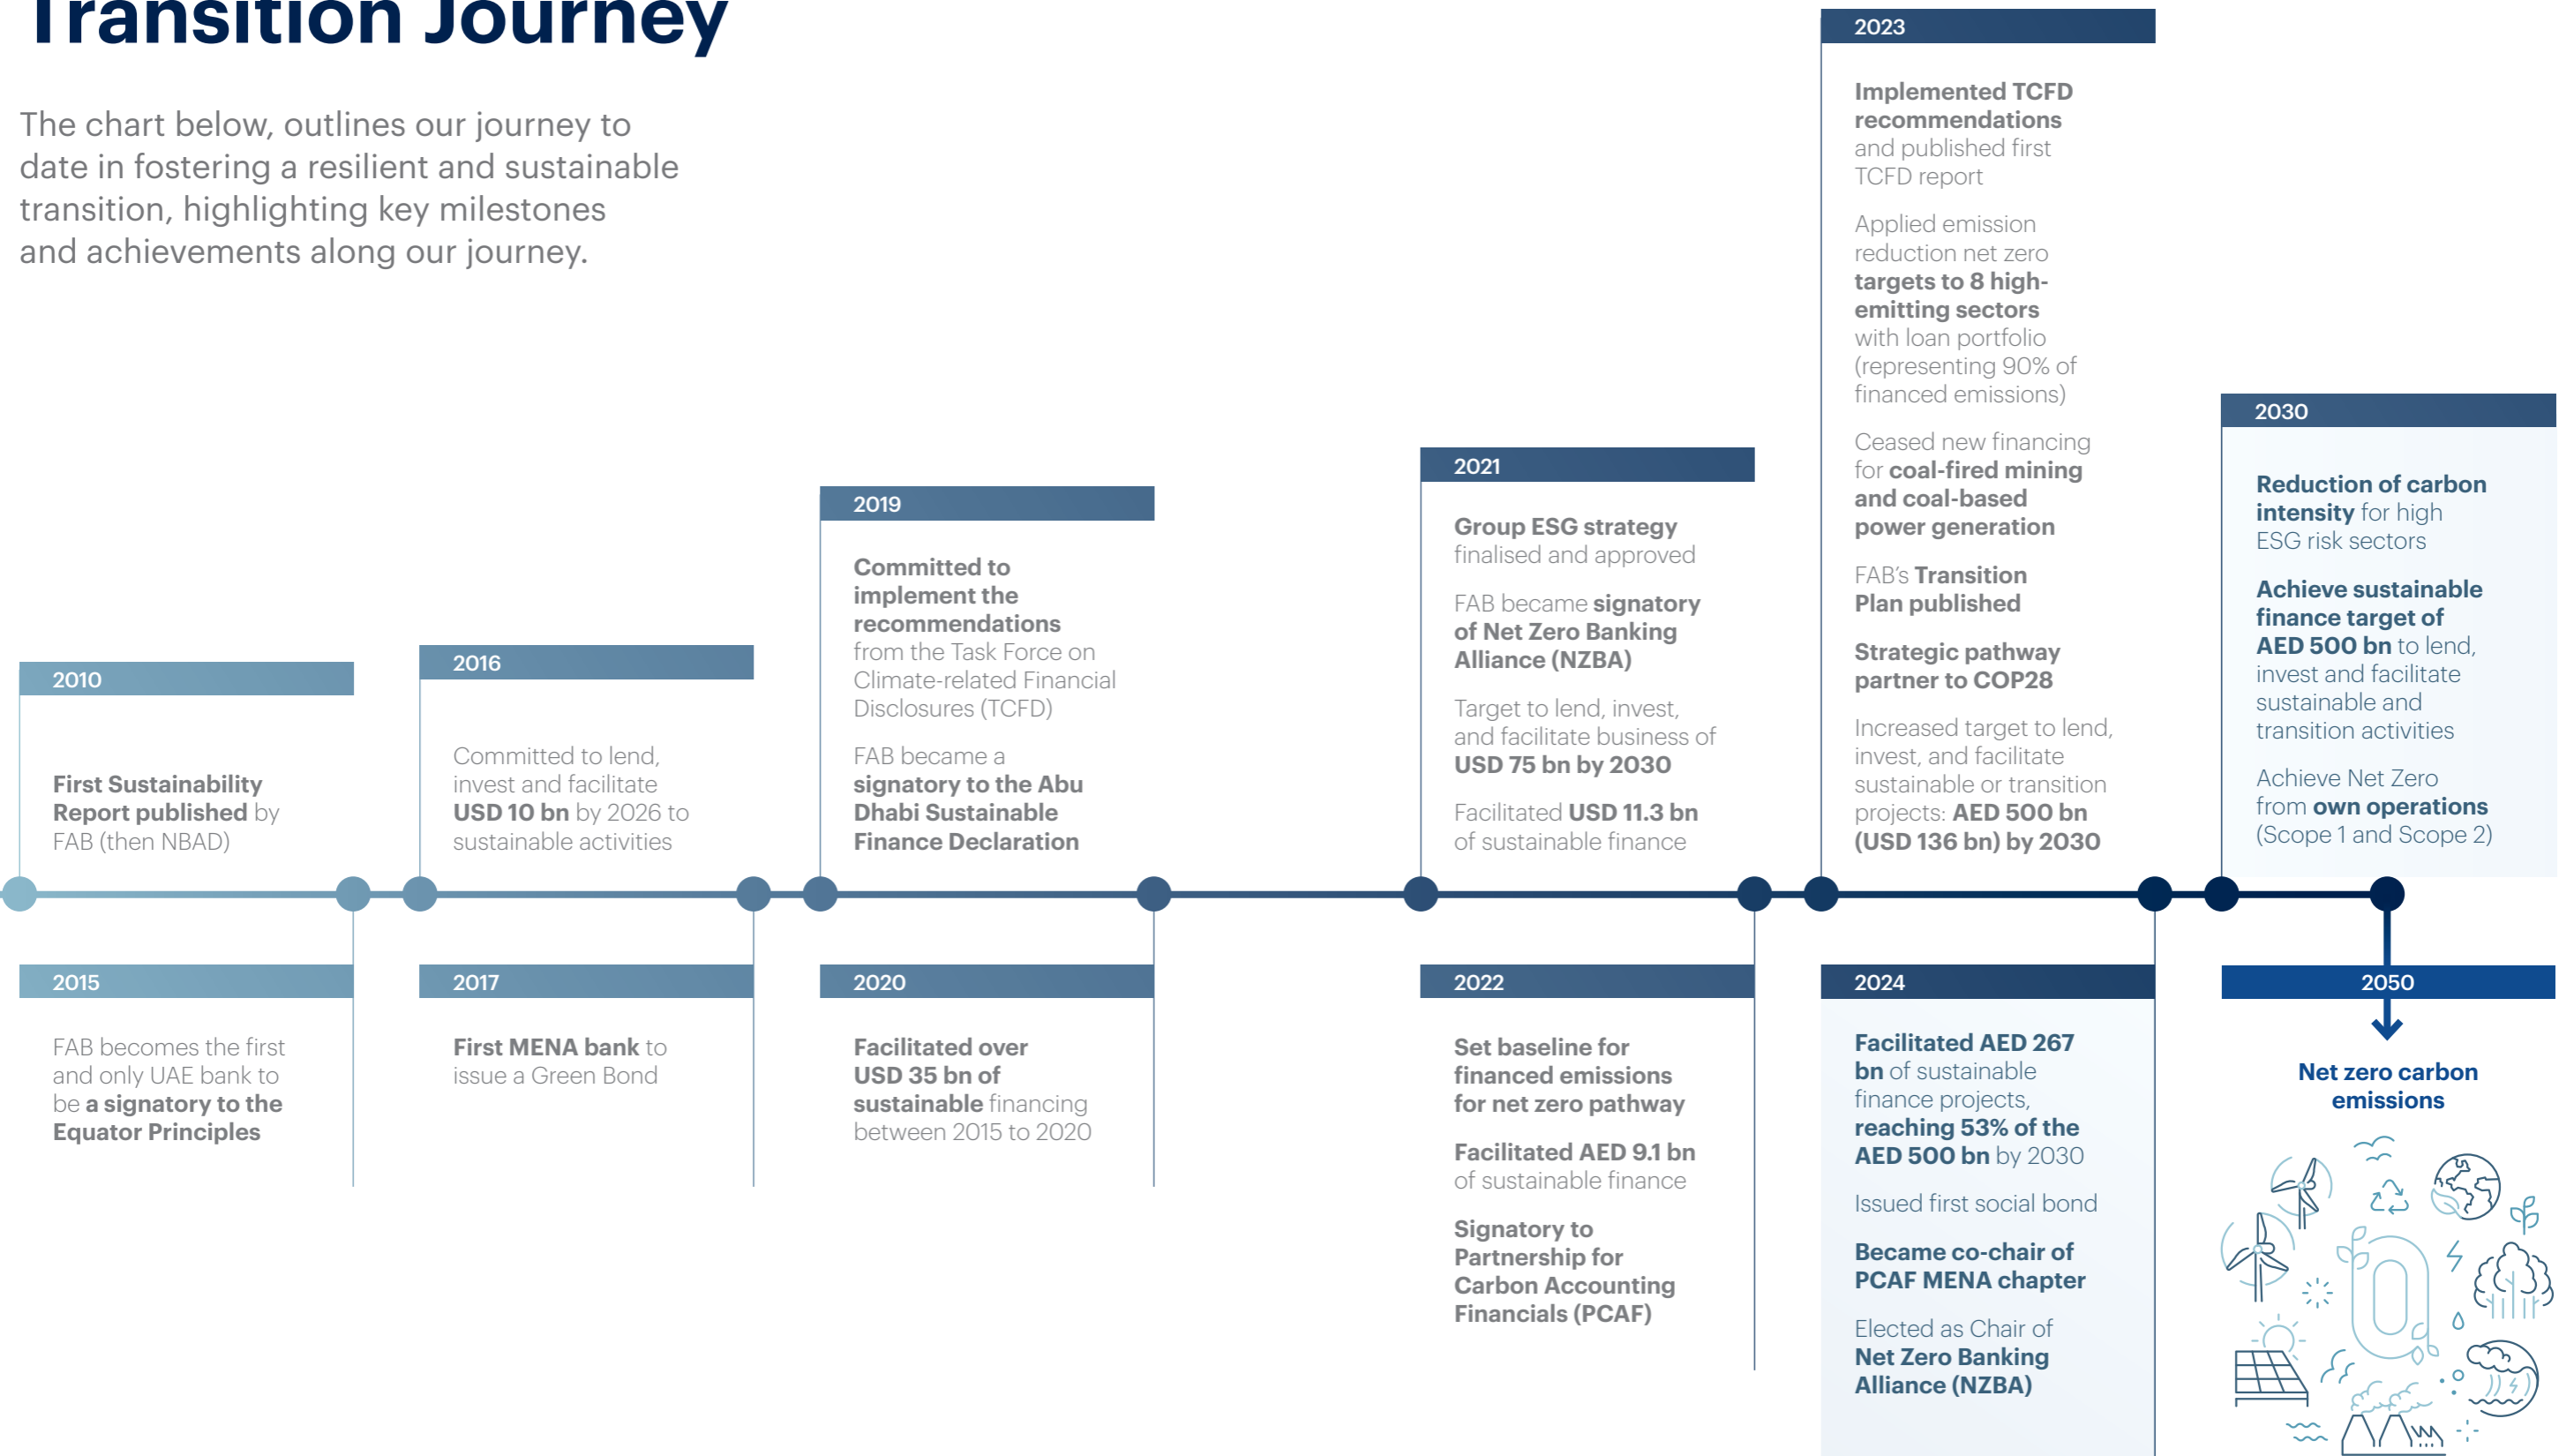 Transition Journey
The chart below, outlines our journey to
date in fostering a resilient and sustainable
transition, highlighting key milestones
and achievements along our journey.
2010
First Sustainability
Report published by
FAB (then NBAD)
2015
FAB becomes the first
and only UAE bank to
be a signatory to the
Equator Principles
2016
Committed to lend,
invest and facilitate
USD 10 bn by 2026 to
sustainable activities
2017
First MENA bank to
issue a Green Bond
2019
Committed to
implement the
recommendations
from the Task Force on
Climate-related Financial
Disclosures (TCFD)
FAB became a
signatory to the Abu
Dhabi Sustainable
Finance Declaration
2020
Facilitated over
USD 35 bn of
sustainable financing
between 2015 to 2020
2021
Group ESG strategy
finalised and approved
FAB became signatory
of Net Zero Banking
Alliance (NZBA)
Target to lend, invest,
and facilitate business of
USD 75 bn by 2030
Facilitated USD 11.3 bn
of sustainable finance
2022
Set baseline for
financed emissions
for net zero pathway
Facilitated AED 9.1 bn
of sustainable finance
Signatory to
Partnership for
Carbon Accounting
Financials (PCAF)
2023
Implemented TCFD
recommendations
and published first
TCFD report
Applied emission
reduction net zero
targets to 8 high-
emitting sectors
with loan portfolio
(representing 90% of
financed emissions)
Ceased new financing
for coal-fired mining
and coal-based
power generation
FAB’s Transition
Plan published
Strategic pathway
partner to COP28
Increased target to lend,
invest, and facilitate
sustainable or transition
projects: AED 500 bn
(USD 136 bn) by 2030
2024
Facilitated AED 267
bn of sustainable
finance projects,
reaching 53% of the
AED 500 bn by 2030
Issued first social bond
Became co-chair of
PCAF MENA chapter
Elected as Chair of
Net Zero Banking
Alliance (NZBA)
2030
Reduction of carbon
intensity for high
ESG risk sectors
Achieve sustainable
finance target of
AED 500 bn to lend,
invest and facilitate
sustainable and
transition activities
Achieve Net Zero
from own operations
(Scope 1 and Scope 2)
2050
Net zero carbon
emissions